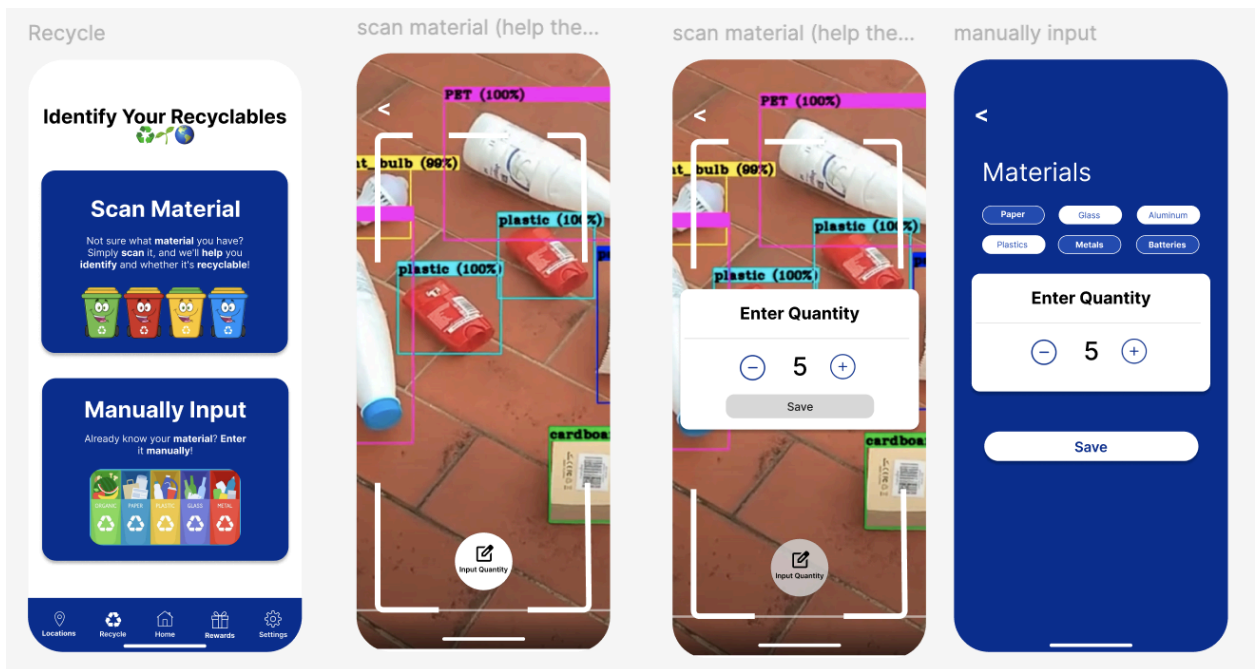 Recycle
Identify Your Recyclables
Scan Material
Not sure what material you have?
Simply scan it, and we'll help you
identify and whether it's recyclable!
Manually Input
Already know your material? Enter
it manually!
ORGANIC PAPER PLASTIC GLASS METAL
Locations Recycle Home Rewards Settings
scan material (help the...
<
PET (100%)
t_bulb (99%)
plastic (100%)
plastic (100%)
cardboa
Input Quantity
scan material (help the...
<
PET (100%)
t_bulb (99%)
plastic (100%)
plastic (100%)
Enter Quantity
5
Save
cardboa
Input Quantity
manually input
<
Materials
Paper Glass Aluminum
Plastics Metals Batteries
Enter Quantity
5
Save